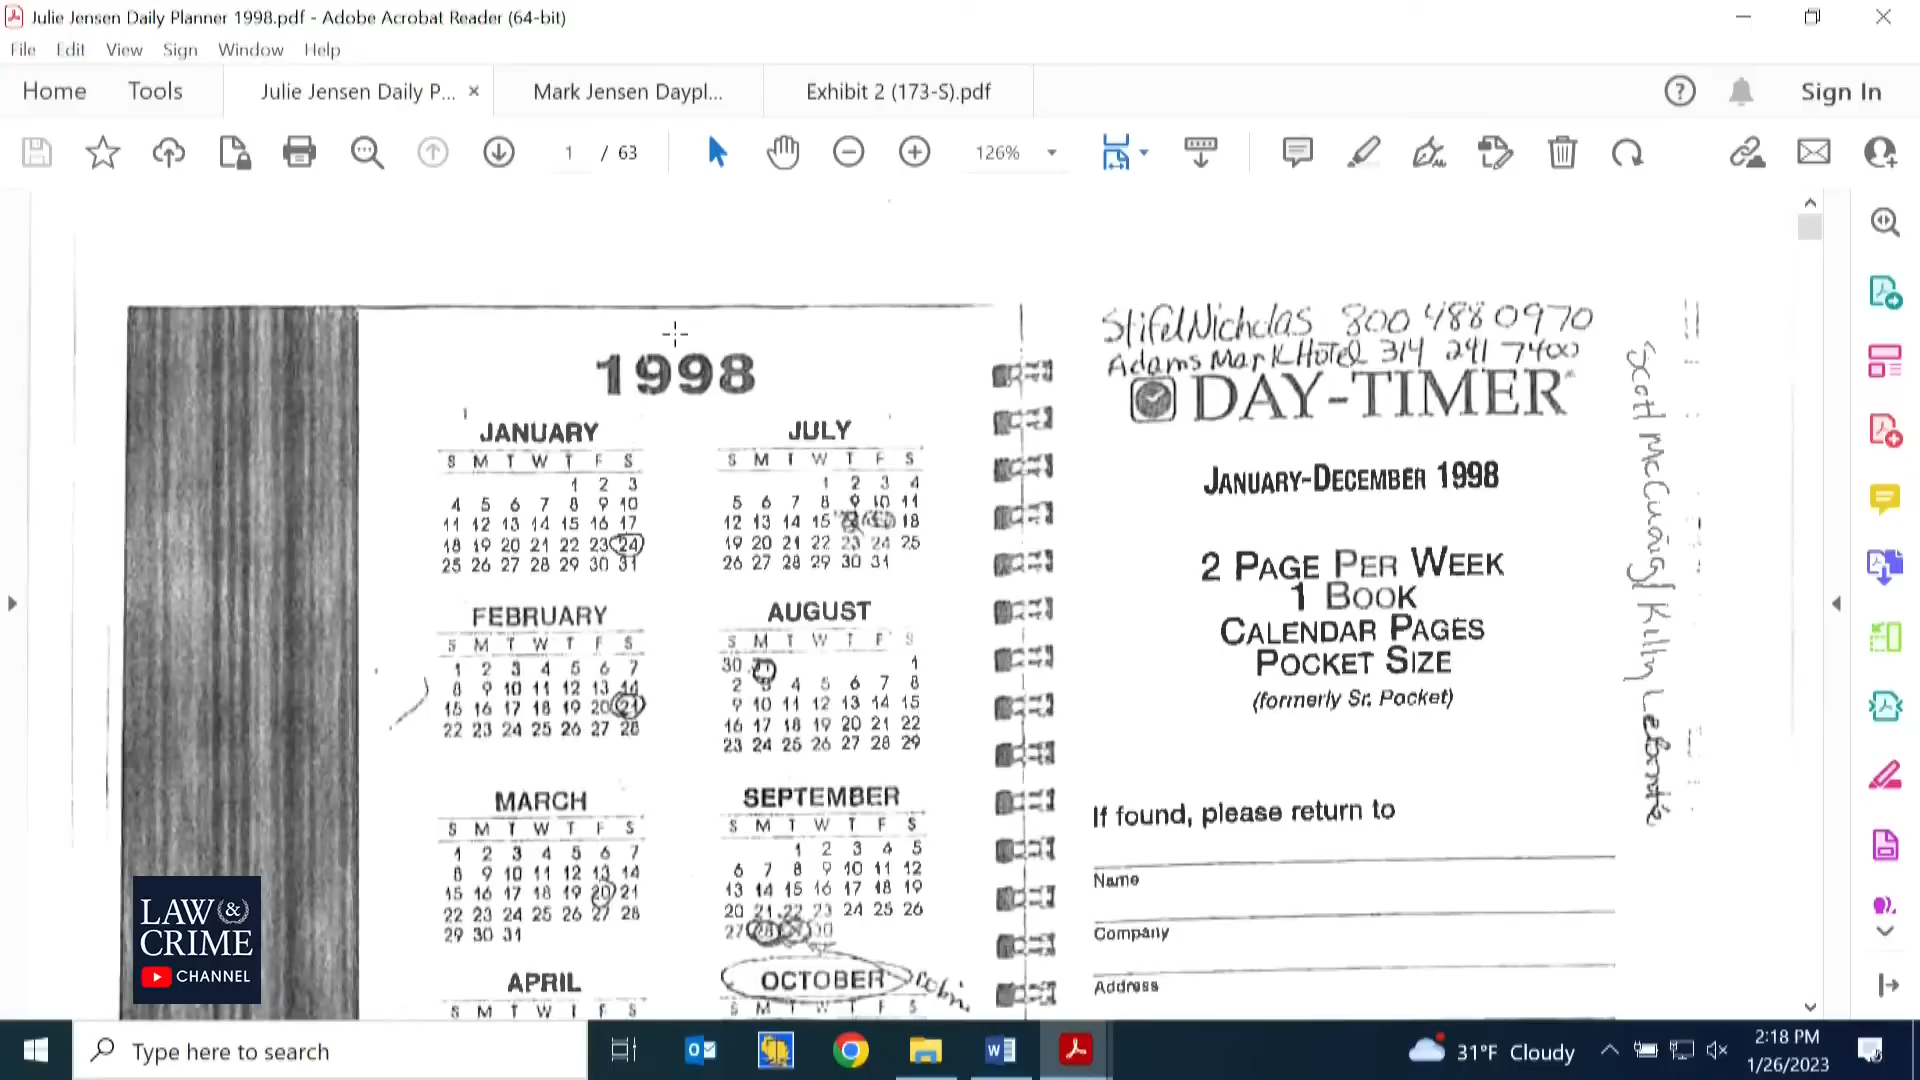 Julie Jensen Daily Planner 1998.pdf - Adobe Acrobat Reader (64-bit)
File Edit View Sign Window Help
Home Tools Julie Jensen Daily P... × Mark Jensen Daypl... Exhibit 2 (173-S).pdf Sign In
1 / 63 126%
1998
JANUARY
S M T W T F S
1 2 3
4 5 6 7 8 9 10
11 12 13 14 15 16 17
18 19 20 21 22 23 24
25 26 27 28 29 30 31
FEBRUARY
S M T W T F S
1 2 3 4 5 6 7
8 9 10 11 12 13 14
15 16 17 18 19 20 21
22 23 24 25 26 27 28
MARCH
S M T W T F S
1 2 3 4 5 6 7
8 9 10 11 12 13 14
15 16 17 18 19 20 21
22 23 24 25 26 27 28
29 30 31
APRIL
S M T W T F S
JULY
S M T W T F S
1 2 3 4
5 6 7 8 9 10 11
12 13 14 15 18
19 20 21 22 23 24 25
26 27 28 29 30 31
AUGUST
S M T W T F S
30 31 1
2 3 4 5 6 7 8
9 10 11 12 13 14 15
16 17 18 19 20 21 22
23 24 25 26 27 28 29
SEPTEMBER
S M T W T F S
1 2 3 4 5
6 7 8 9 10 11 12
13 14 15 16 17 18 19
20 21 22 23 24 25 26
27 28 29 30
OCTOBER
S M T W T F S
Stifel Nicholas 800 488 0970
Adams Mark Hotel 314 241 7400
DAY-TIMER
JANUARY-DECEMBER 1998
2 PAGE PER WEEK
1 BOOK
CALENDAR PAGES
POCKET SIZE
(formerly Sr. Pocket)
If found, please return to
Name
Company
Address
Scott McCuaig/Kelly
LAW &
CRIME
CHANNEL
Type here to search
31°F Cloudy
2:18 PM
1/26/2023